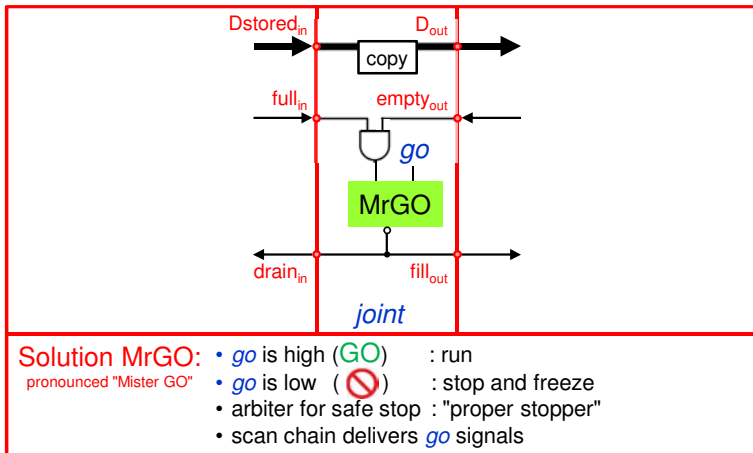 Dstored_in D_out
copy
full_in empty_out
go
MrGO
drain_in fill_out
joint
Solution MrGO: • go is high (GO) : run
pronounced "Mister GO" • go is low ( ) : stop and freeze
• arbiter for safe stop : "proper stopper"
• scan chain delivers go signals